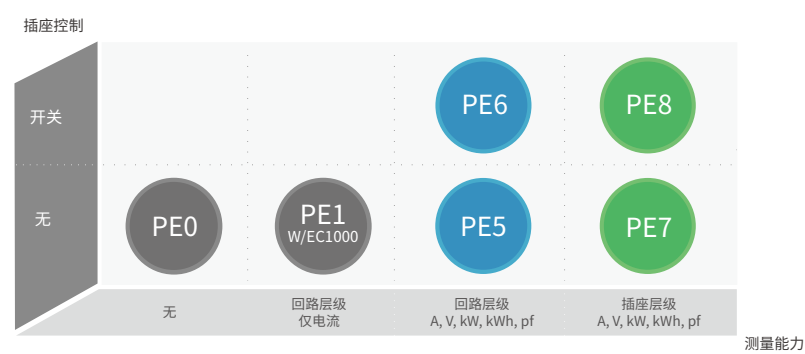 插座控制
开关
PE6
PE8
无
PE0
PE1
W/EC1000
PE5
PE7
无
回路层级
仅电流
回路层级
A, V, kW, kWh, pf
插座层级
A, V, kW, kWh, pf
测量能力